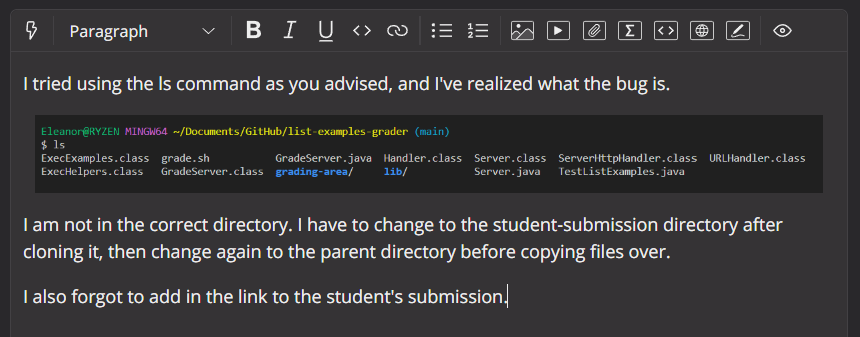 Paragraph B I U
I tried using the ls command as you advised, and I've realized what the bug is.
Eleanor@RYZEN MINGW64 ~/Documents/GitHub/list-examples-grader (main)
$ ls
ExecExamples.class grade.sh GradeServer.java Handler.class Server.class ServerHttpHandler.class URLHandler.class
ExecHelpers.class GradeServer.class grading-area/ lib/ Server.java TestListExamples.java
I am not in the correct directory. I have to change to the student-submission directory after
cloning it, then change again to the parent directory before copying files over.
I also forgot to add in the link to the student's submission.